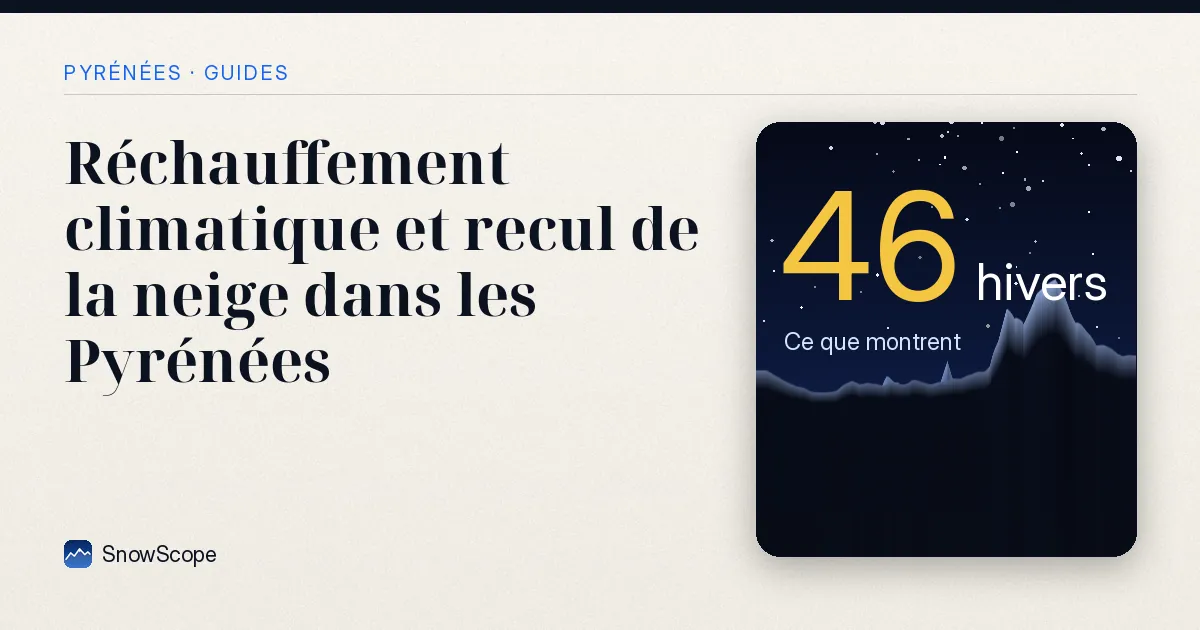 PYRÉNÉES · GUIDES
Réchauffement
climatique et recul de
la neige dans les
Pyrénées
46 hivers
Ce que montrent
SnowScope